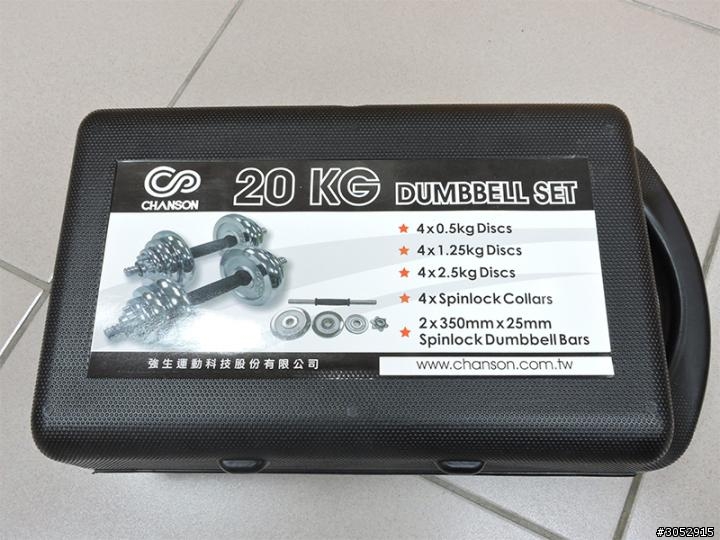 CHANSON
20 KG DUMBBELL SET
★ 4x0.5kg Discs
★ 4x1.25kg Discs
★ 4x2.5kg Discs
★ 4xSpinlock Collars
★ 2x350mmx25mm
Spinlock Dumbbell Bars
強生運動科技股份有限公司
www.chanson.com.tw
#3052915